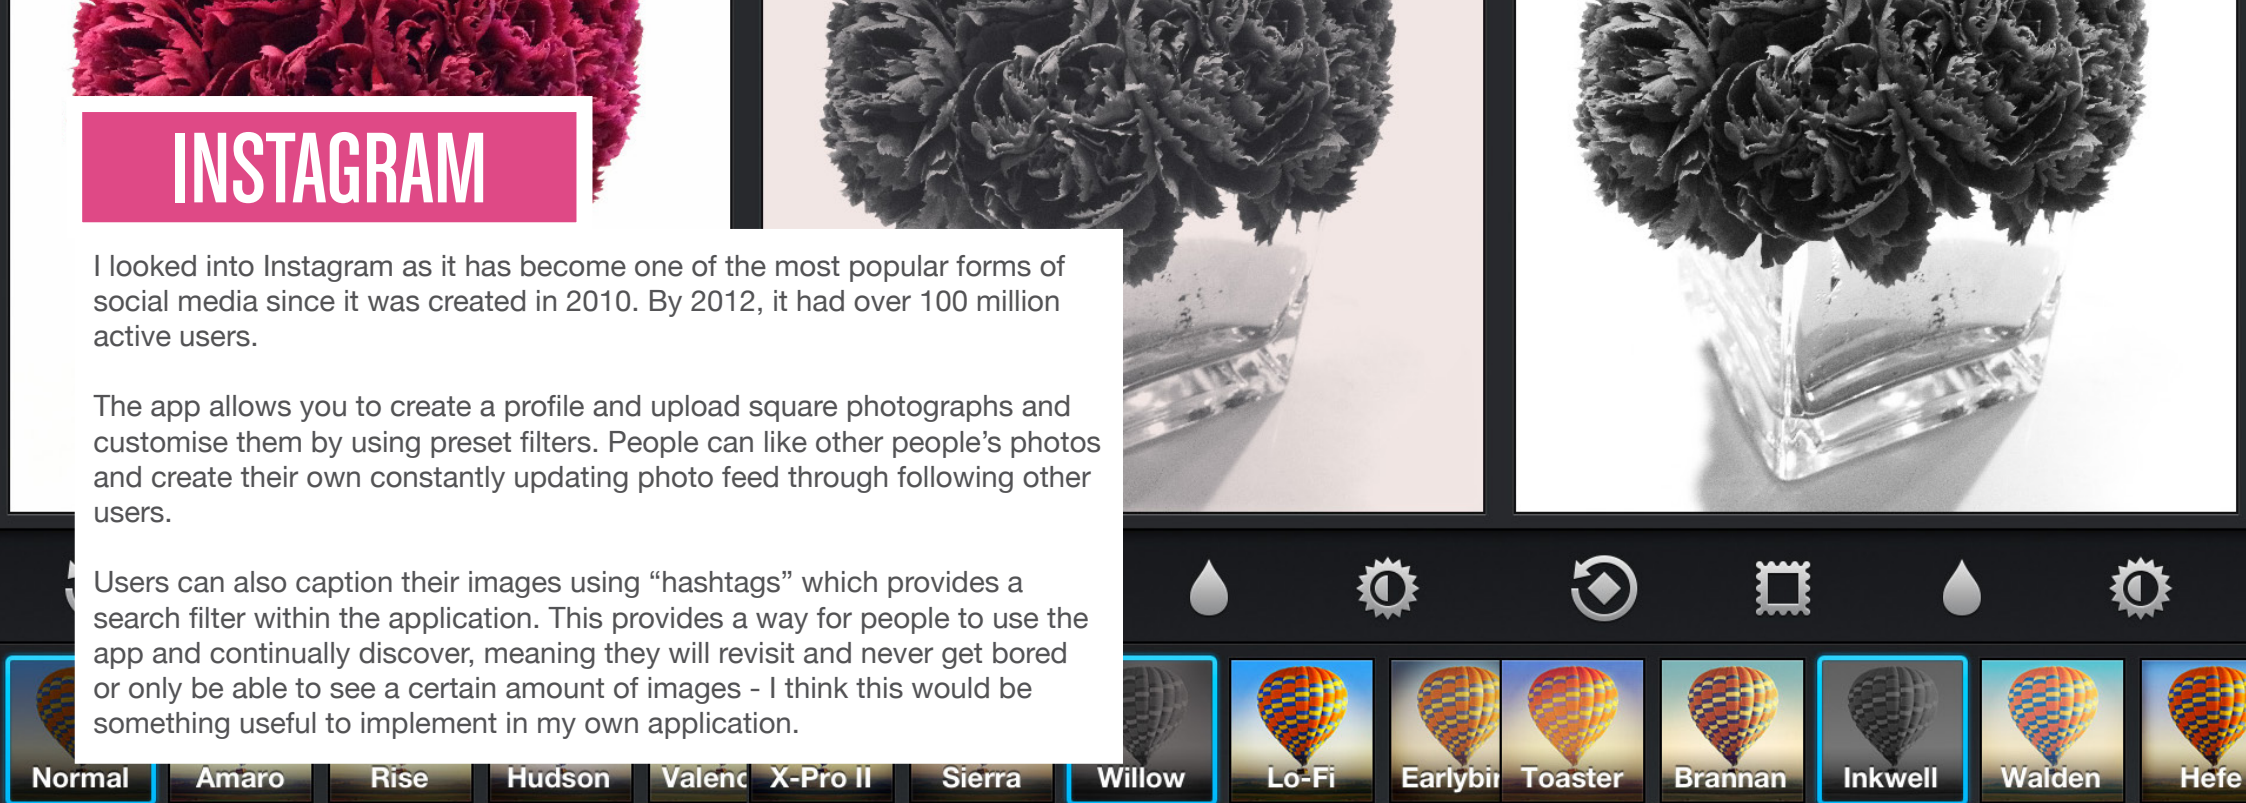 INSTAGRAM
I looked into Instagram as it has become one of the most popular forms of
social media since it was created in 2010. By 2012, it had over 100 million
active users.
The app allows you to create a profile and upload square photographs and
customise them by using preset filters. People can like other people’s photos
and create their own constantly updating photo feed through following other
users.
Users can also caption their images using “hashtags” which provides a
search filter within the application. This provides a way for people to use the
app and continually discover, meaning they will revisit and never get bored
or only be able to see a certain amount of images - I think this would be
something useful to implement in my own application.
Normal Amaro Rise Hudson Valenc X-Pro II Sierra Willow Lo-Fi Earlybir Toaster Brannan Inkwell Walden Hefe